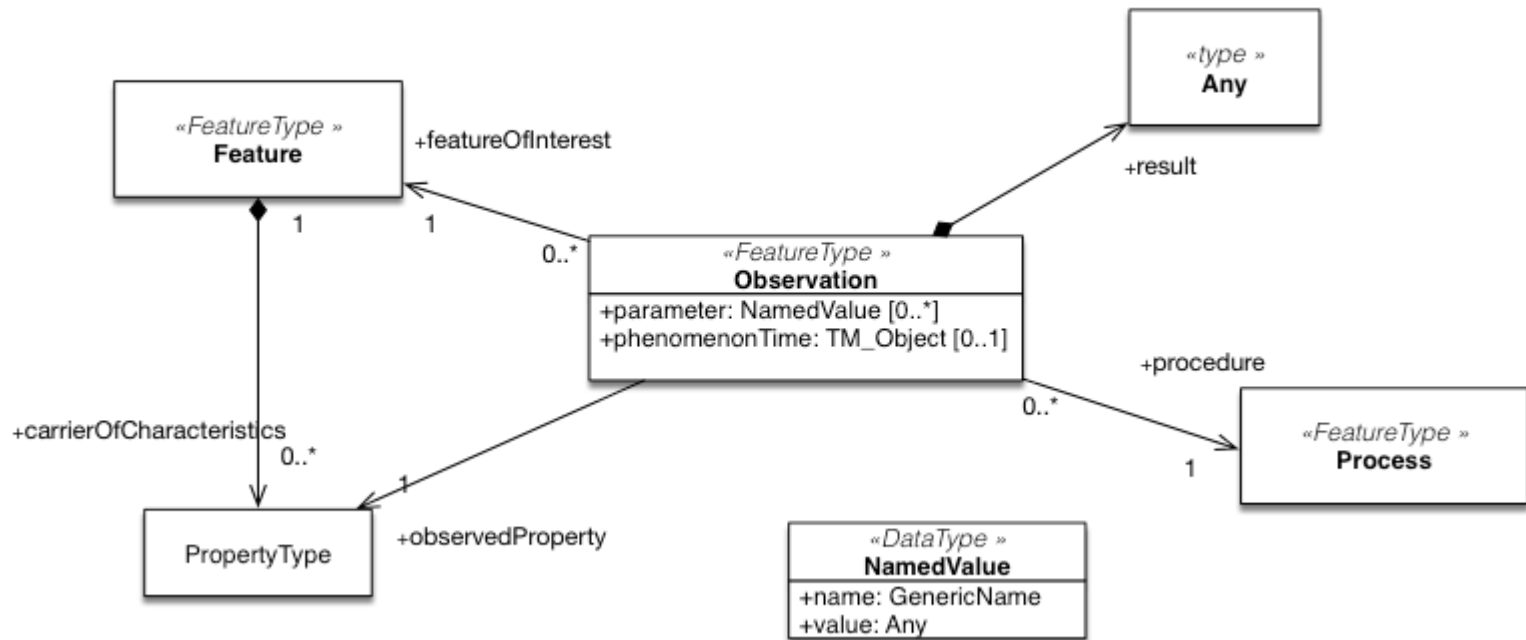 «type »
Any
«FeatureType »
Feature
+featureOfInterest
+result
1
1
0..*
«FeatureType »
Observation
+parameter: NamedValue [0..*]
+phenomenonTime: TM_Object [0..1]
+procedure
0..*
1
«FeatureType »
Process
+carrierOfCharacteristics
0..*
1
+observedProperty
PropertyType
«DataType »
NamedValue
+name: GenericName
+value: Any